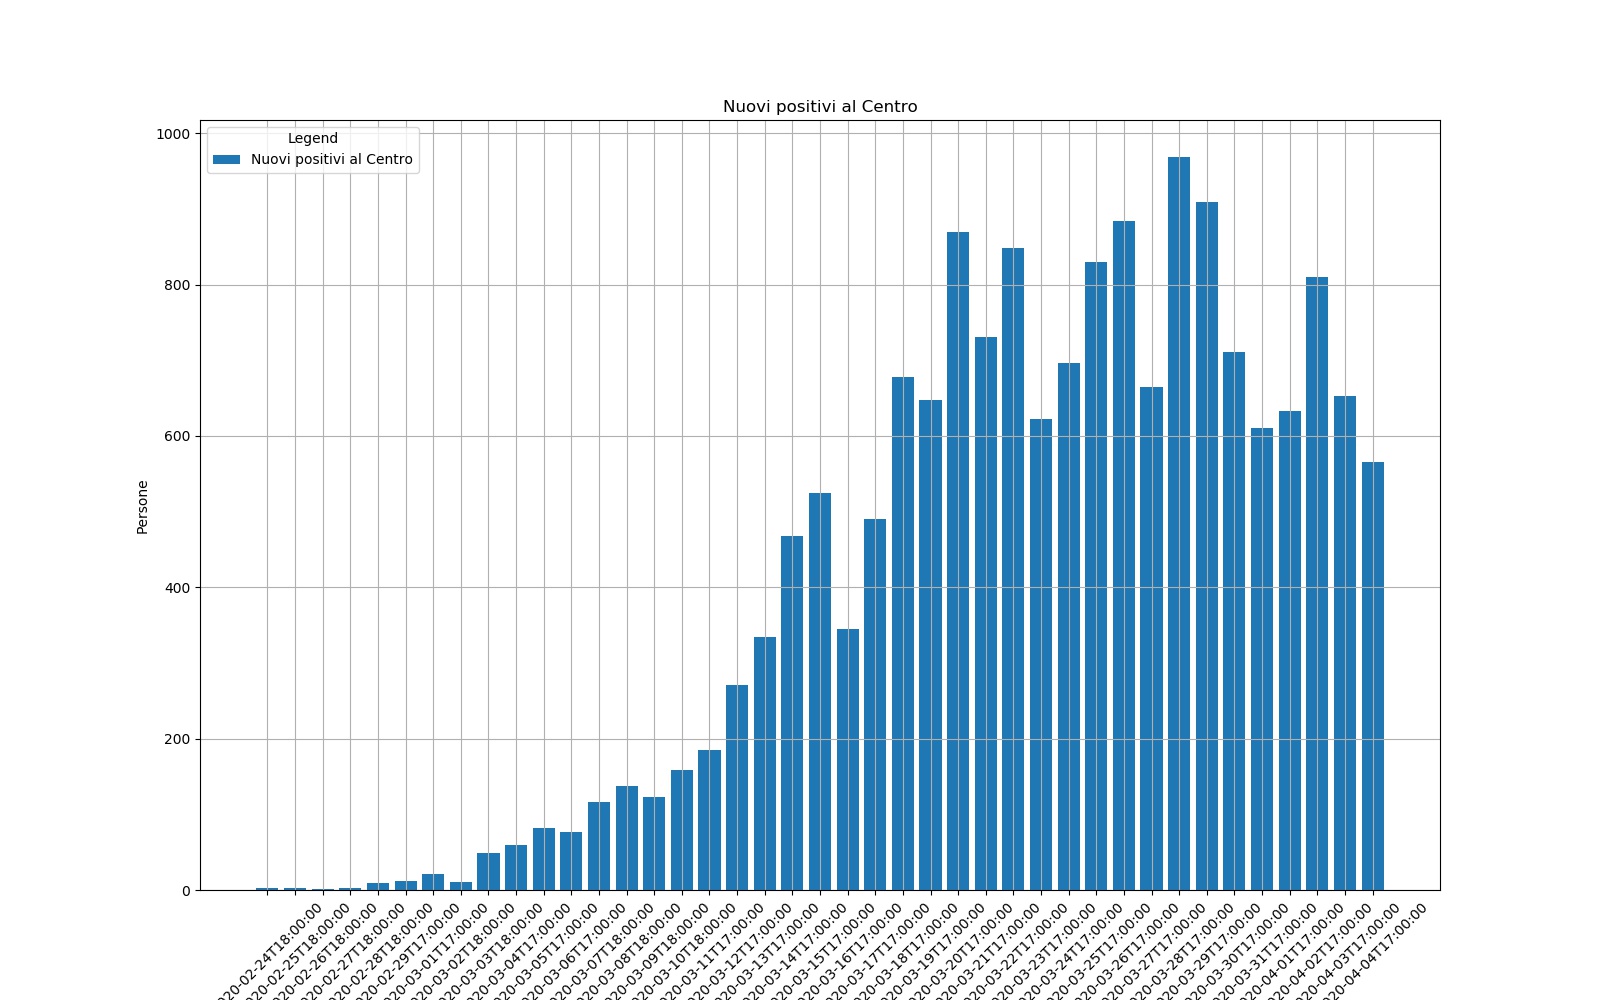 Nuovi positivi al Centro
Legend
Nuovi positivi al Centro
1000
800
600
400
200
0
Persone
020-02-24T18:00:00
020-02-25T18:00:00
020-02-26T18:00:00
020-02-27T18:00:00
020-02-28T18:00:00
020-02-29T17:00:00
020-03-01T17:00:00
020-03-02T18:00:00
020-03-03T18:00:00
020-03-04T17:00:00
020-03-05T17:00:00
020-03-06T17:00:00
020-03-07T18:00:00
020-03-08T18:00:00
020-03-09T18:00:00
020-03-10T18:00:00
020-03-11T17:00:00
020-03-12T17:00:00
020-03-13T17:00:00
020-03-14T17:00:00
020-03-15T17:00:00
020-03-16T17:00:00
020-03-17T17:00:00
020-03-18T17:00:00
020-03-19T17:00:00
020-03-20T17:00:00
020-03-21T17:00:00
020-03-22T17:00:00
020-03-23T17:00:00
020-03-24T17:00:00
020-03-25T17:00:00
020-03-26T17:00:00
020-03-27T17:00:00
020-03-28T17:00:00
020-03-29T17:00:00
020-03-30T17:00:00
020-03-31T17:00:00
020-04-01T17:00:00
020-04-02T17:00:00
020-04-03T17:00:00
020-04-04T17:00:00